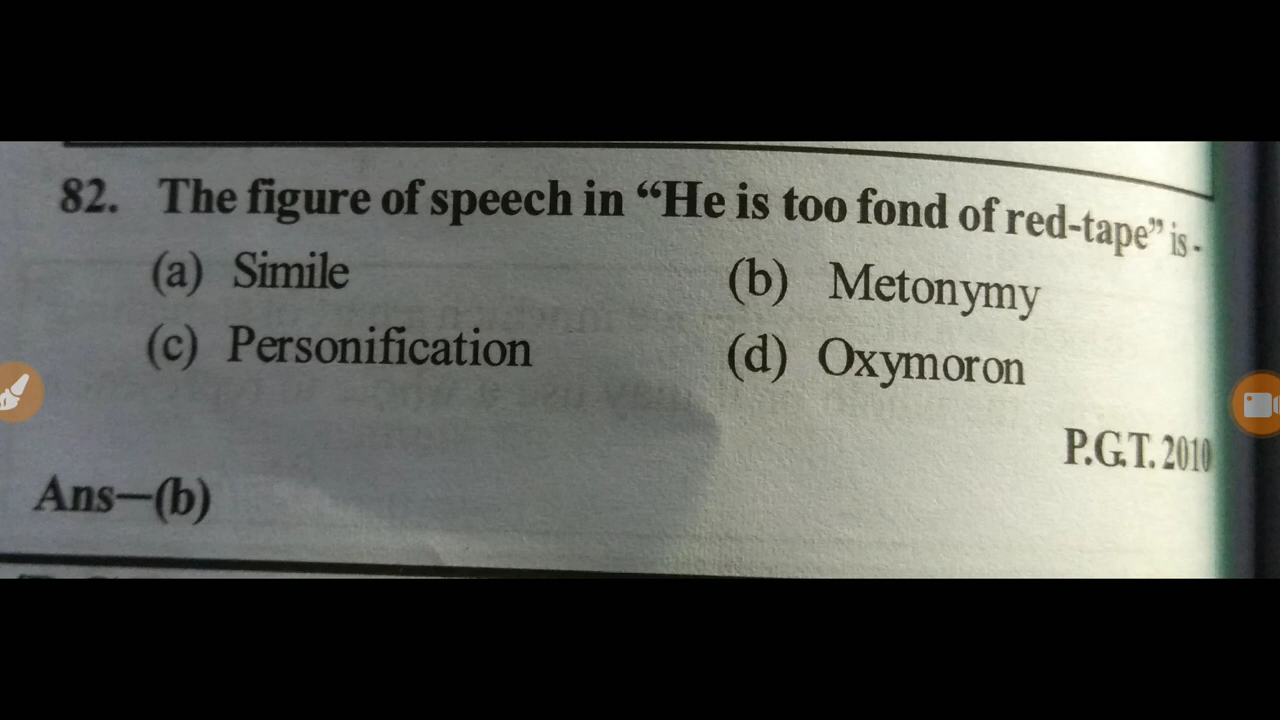 82. The figure of speech in “He is too fond of red-tape” is -
(a) Simile (b) Metonymy
(c) Personification (d) Oxymoron
P.G.T. 2010
Ans—(b)